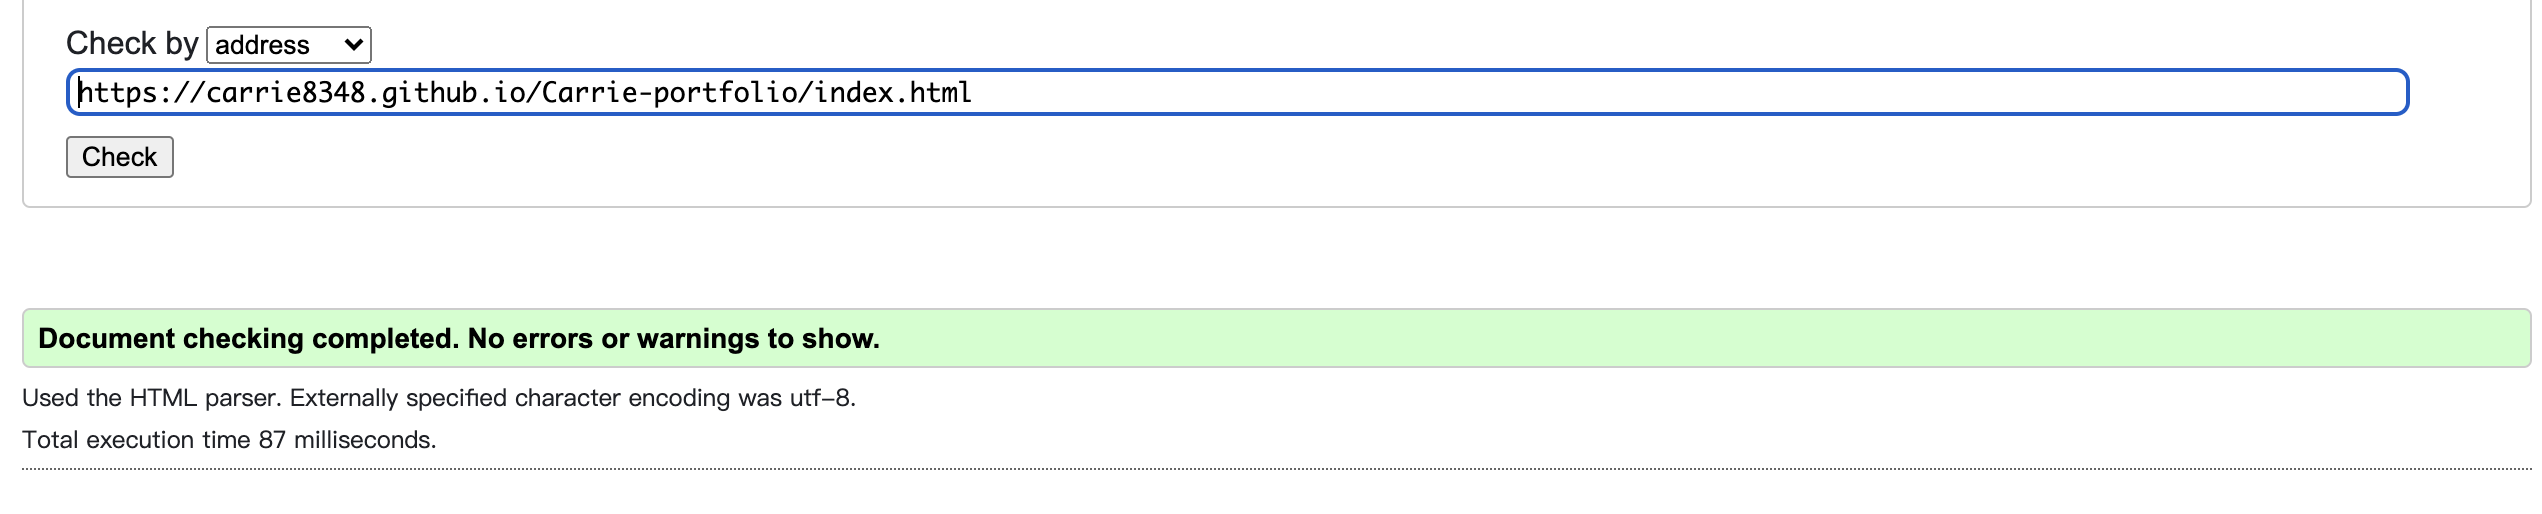 Check by address
https://carrie8348.github.io/Carrie-portfolio/index.html
Check
Document checking completed. No errors or warnings to show.
Used the HTML parser. Externally specified character encoding was utf-8.
Total execution time 87 milliseconds.